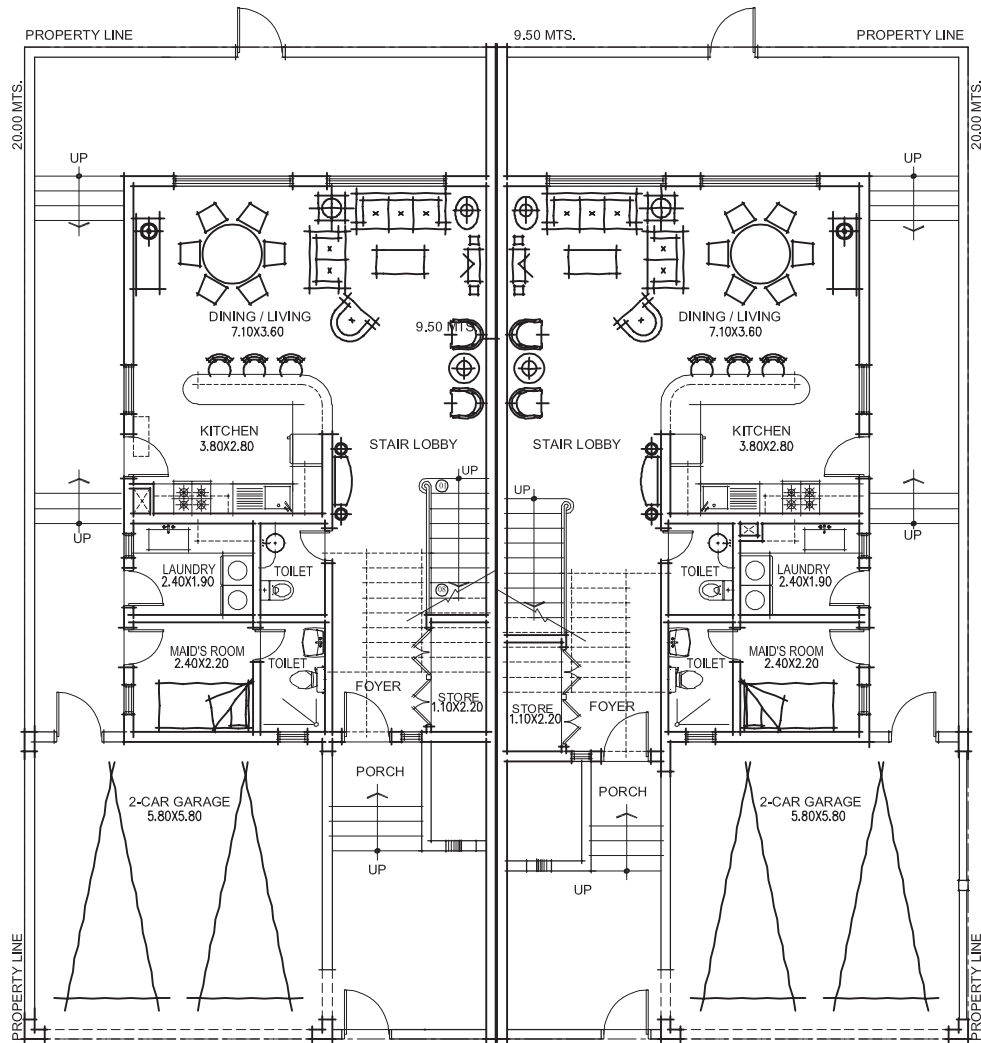 PROPERTY LINE
9.50 MTS.
PROPERTY LINE
20.00 MTS.
20.00 MTS.
UP
UP
DINING / LIVING
7.10X3.60
9.50 MTS.
DINING / LIVING
7.10X3.60
KITCHEN
3.80X2.80
STAIR LOBBY
STAIR LOBBY
KITCHEN
3.80X2.80
UP
01
UP
UP
UP
LAUNDRY
2.40X1.90
TOILET
08
TOILET
LAUNDRY
2.40X1.90
MAID'S ROOM
2.40X2.20
TOILET
TOILET
MAID'S ROOM
2.40X2.20
FOYER
STORE
1.10X2.20
STORE
1.10X2.20
FOYER
PORCH
PORCH
2-CAR GARAGE
5.80X5.80
2-CAR GARAGE
5.80X5.80
UP
UP
PROPERTY LINE
PROPERTY LINE